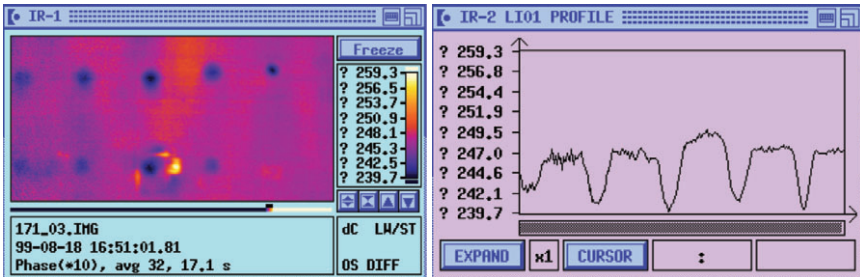 IR-1
Freeze
? 259.3
? 256.5
? 253.7
? 250.9
? 248.1
? 245.3
? 242.5
? 239.7
171_03.IMG
99-08-18 16:51:01.81
Phase(*10), avg 32, 17.1 s
dC LW/ST
OS DIFF
IR-2 LI01 PROFILE
? 259.3
? 256.8
? 254.4
? 251.9
? 249.5
? 247.0
? 244.6
? 242.1
? 239.7
EXPAND x1 CURSOR :